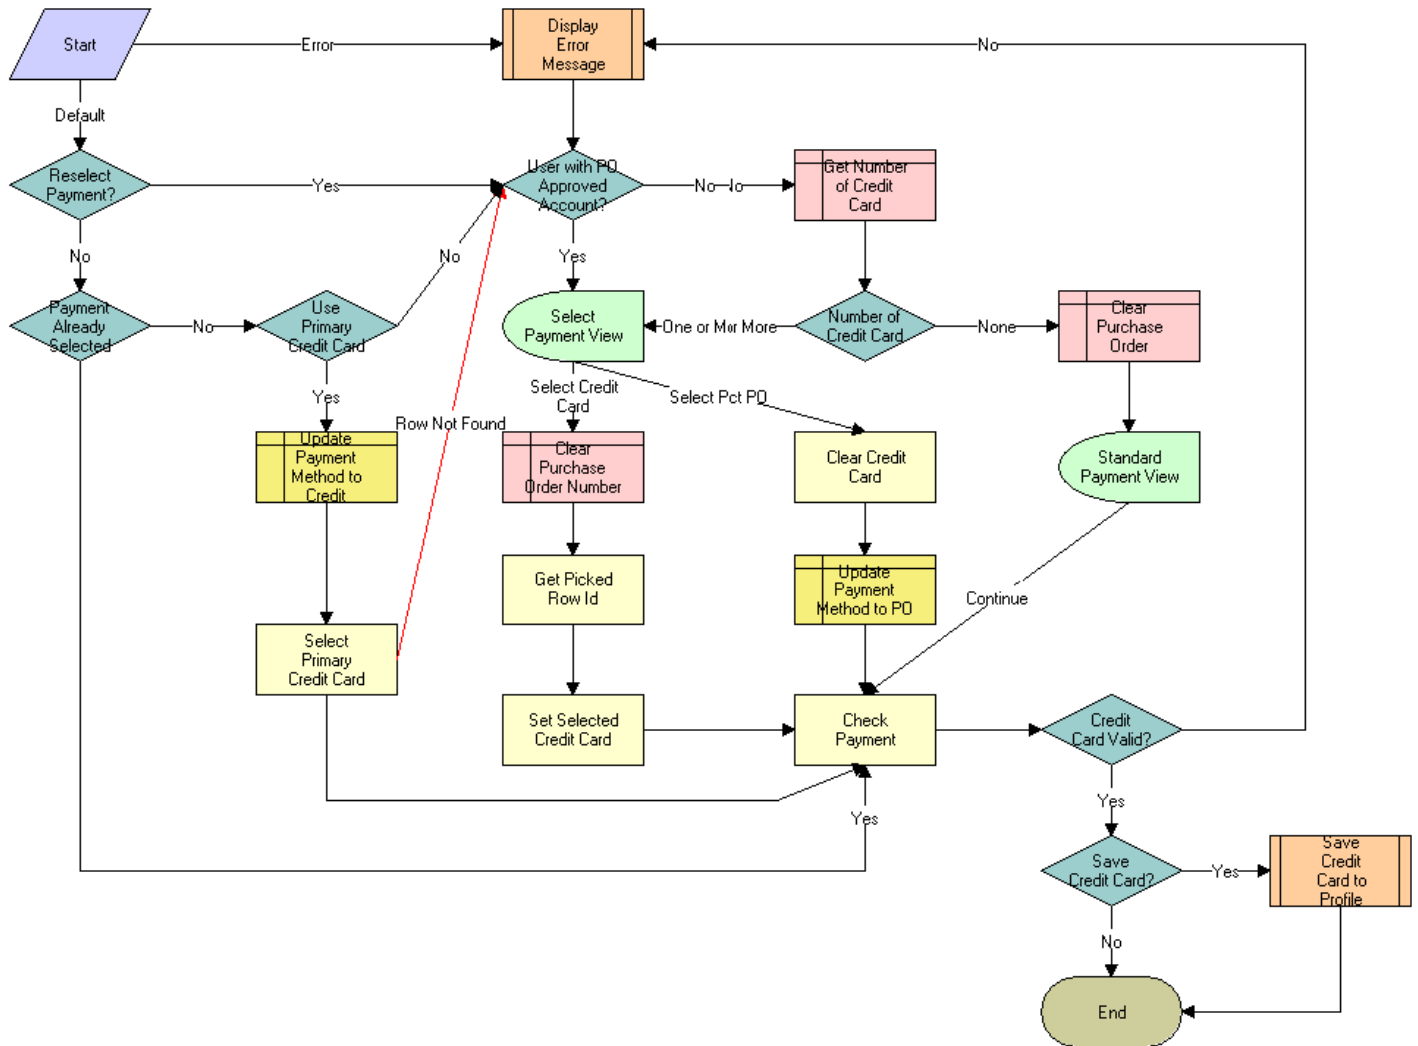 Start
Error
Display
Error
Message
No
Default
Reselect
Payment?
Yes
User with PO
Approved
Account?
No
Get Number
of Credit
Card
No
No
Yes
Payment
Already
Selected
No
Use
Primary
Credit Card
Select
Payment View
One or More
Number of
Credit Card
None
Clear
Purchase
Order
Yes
Select Credit
Card
Select PO
Row Not Found
Update
Payment
Method to
Credit
Clear
Purchase
Order Number
Clear Credit
Card
Standard
Payment View
Get Picked
Row Id
Update
Payment
Method to PO
Continue
Select
Primary
Credit Card
Set Selected
Credit Card
Check
Payment
Credit
Card Valid?
Yes
Yes
Save
Credit Card?
Yes
Save
Credit
Card to
Profile
No
End